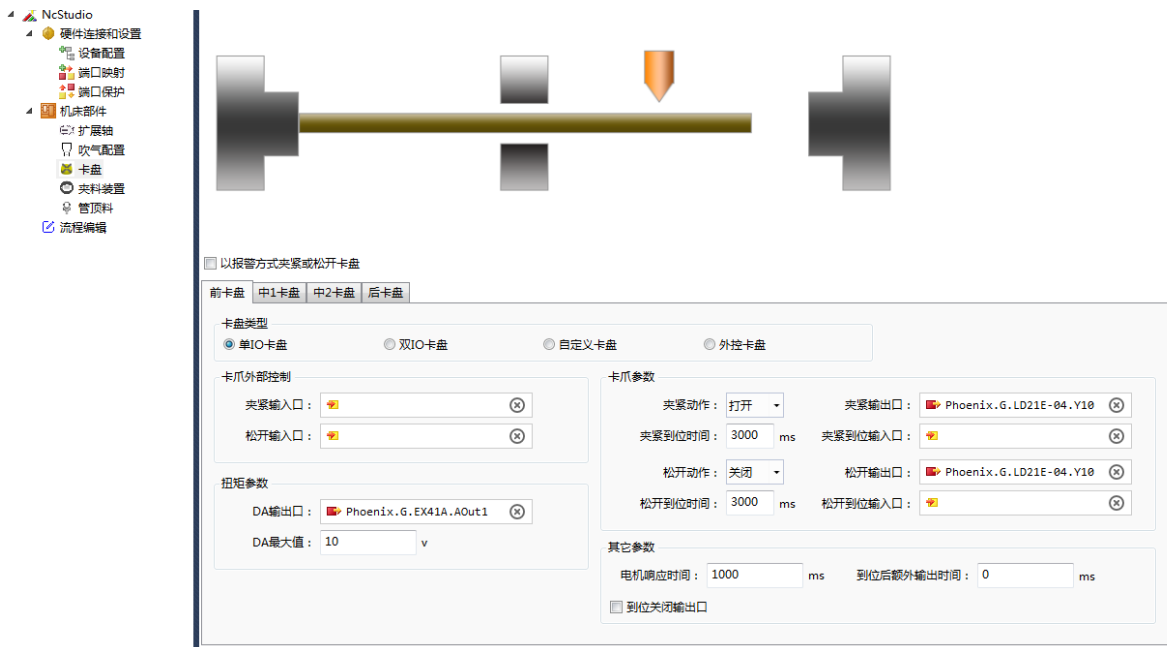 NcStudio
硬件连接和设置
设备配置
端口映射
端口保护
机床部件
扩展轴
吹气配置
卡盘
夹料装置
管顶料
流程编辑
以报警方式夹紧或松开卡盘
前卡盘 中1卡盘 中2卡盘 后卡盘
卡盘类型
单IO卡盘 双IO卡盘 自定义卡盘 外控卡盘
卡爪外部控制
夹紧输入口：
松开输入口：
扭矩参数
DA输出口： Phoenix.G.EX41A.AOut1
DA最大值： 10 v
卡爪参数
夹紧动作： 打开 夹紧输出口： Phoenix.G.LD21E-04.Y10
夹紧到位时间： 3000 ms 夹紧到位输入口：
松开动作： 关闭 松开输出口： Phoenix.G.LD21E-04.Y10
松开到位时间： 3000 ms 松开到位输入口：
其它参数
电机响应时间： 1000 ms 到位后额外输出时间： 0 ms
到位关闭输出口